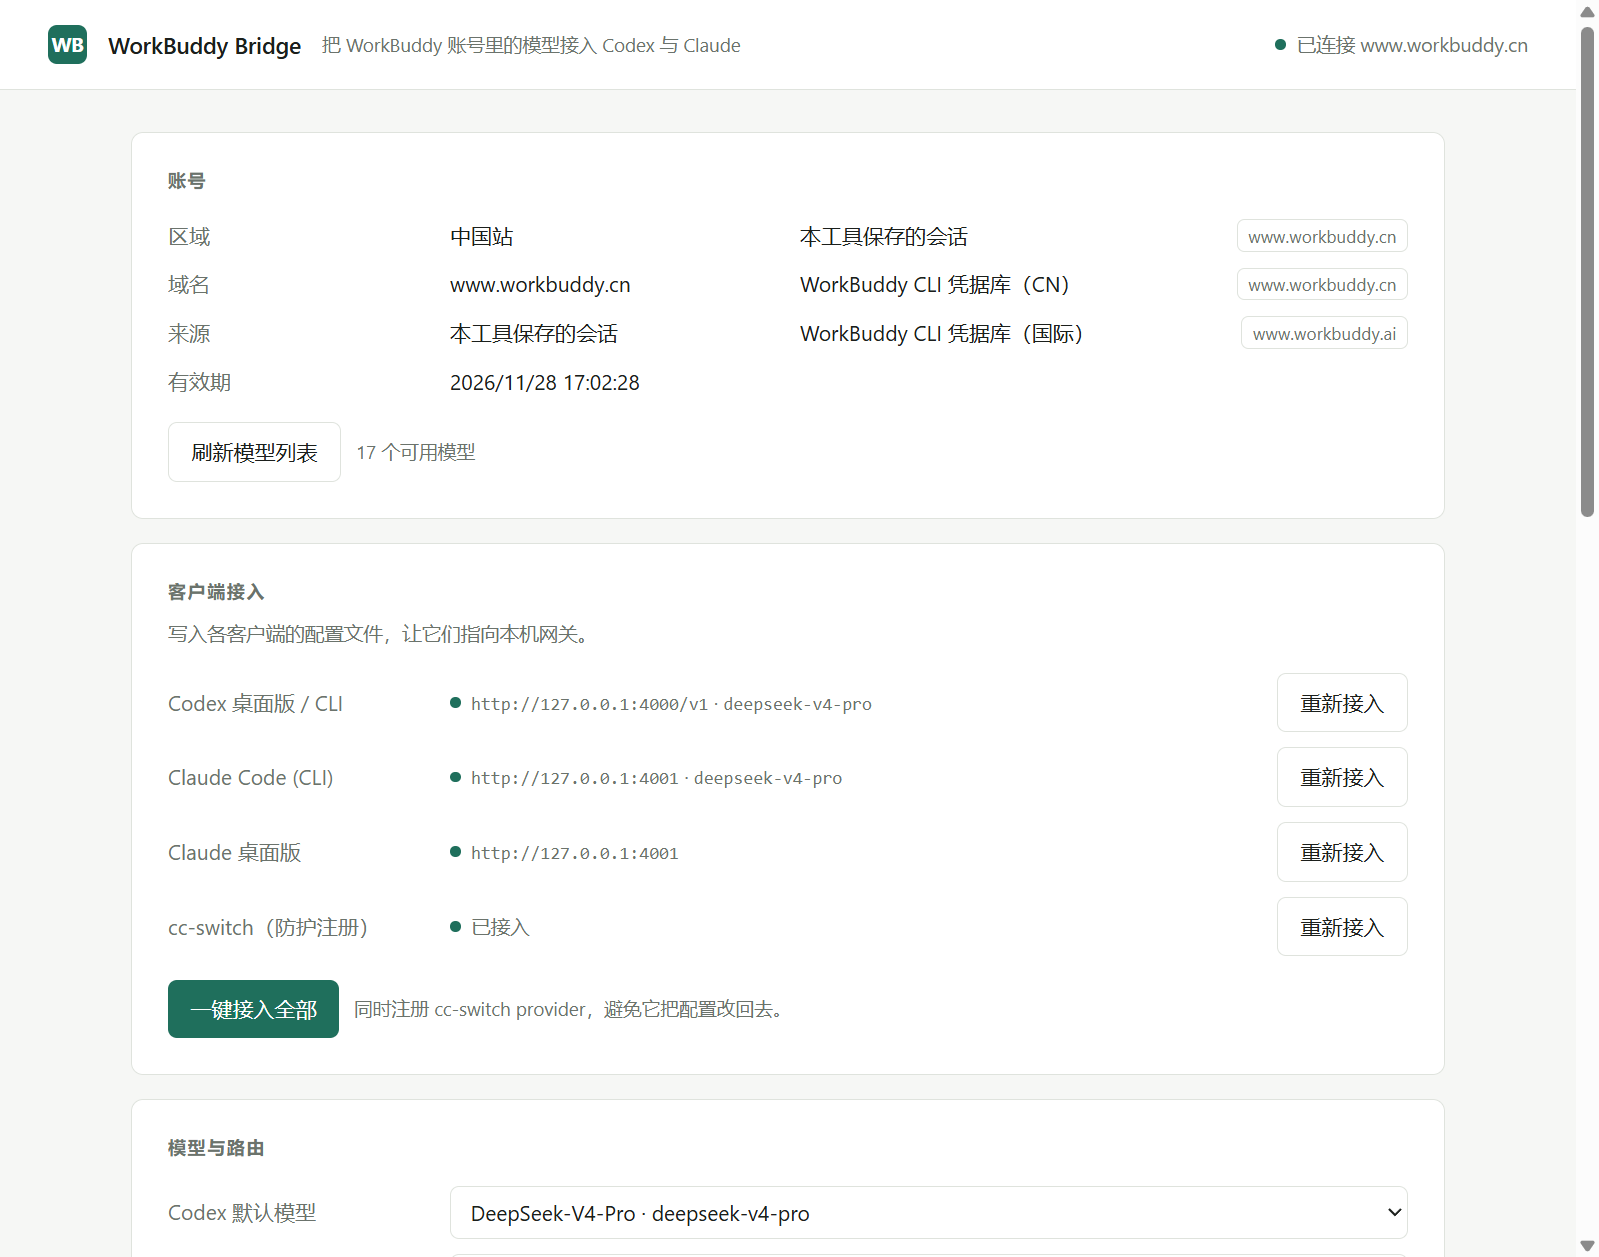 WB WorkBuddy Bridge 把 WorkBuddy 账号里的模型接入 Codex 与 Claude 已连接 www.workbuddy.cn
账号
区域 中国站 本工具保存的会话 www.workbuddy.cn
域名 www.workbuddy.cn WorkBuddy CLI 凭据库（CN） www.workbuddy.cn
来源 本工具保存的会话 WorkBuddy CLI 凭据库（国际） www.workbuddy.ai
有效期 2026/11/28 17:02:28
刷新模型列表 17 个可用模型
客户端接入
写入各客户端的配置文件，让它们指向本机网关。
Codex 桌面版 / CLI http://127.0.0.1:4000/v1 · deepseek-v4-pro 重新接入
Claude Code (CLI) http://127.0.0.1:4001 · deepseek-v4-pro 重新接入
Claude 桌面版 http://127.0.0.1:4001 重新接入
cc-switch（防护注册） 已接入 重新接入
一键接入全部 同时注册 cc-switch provider，避免它把配置改回去。
模型与路由
Codex 默认模型 DeepSeek-V4-Pro · deepseek-v4-pro